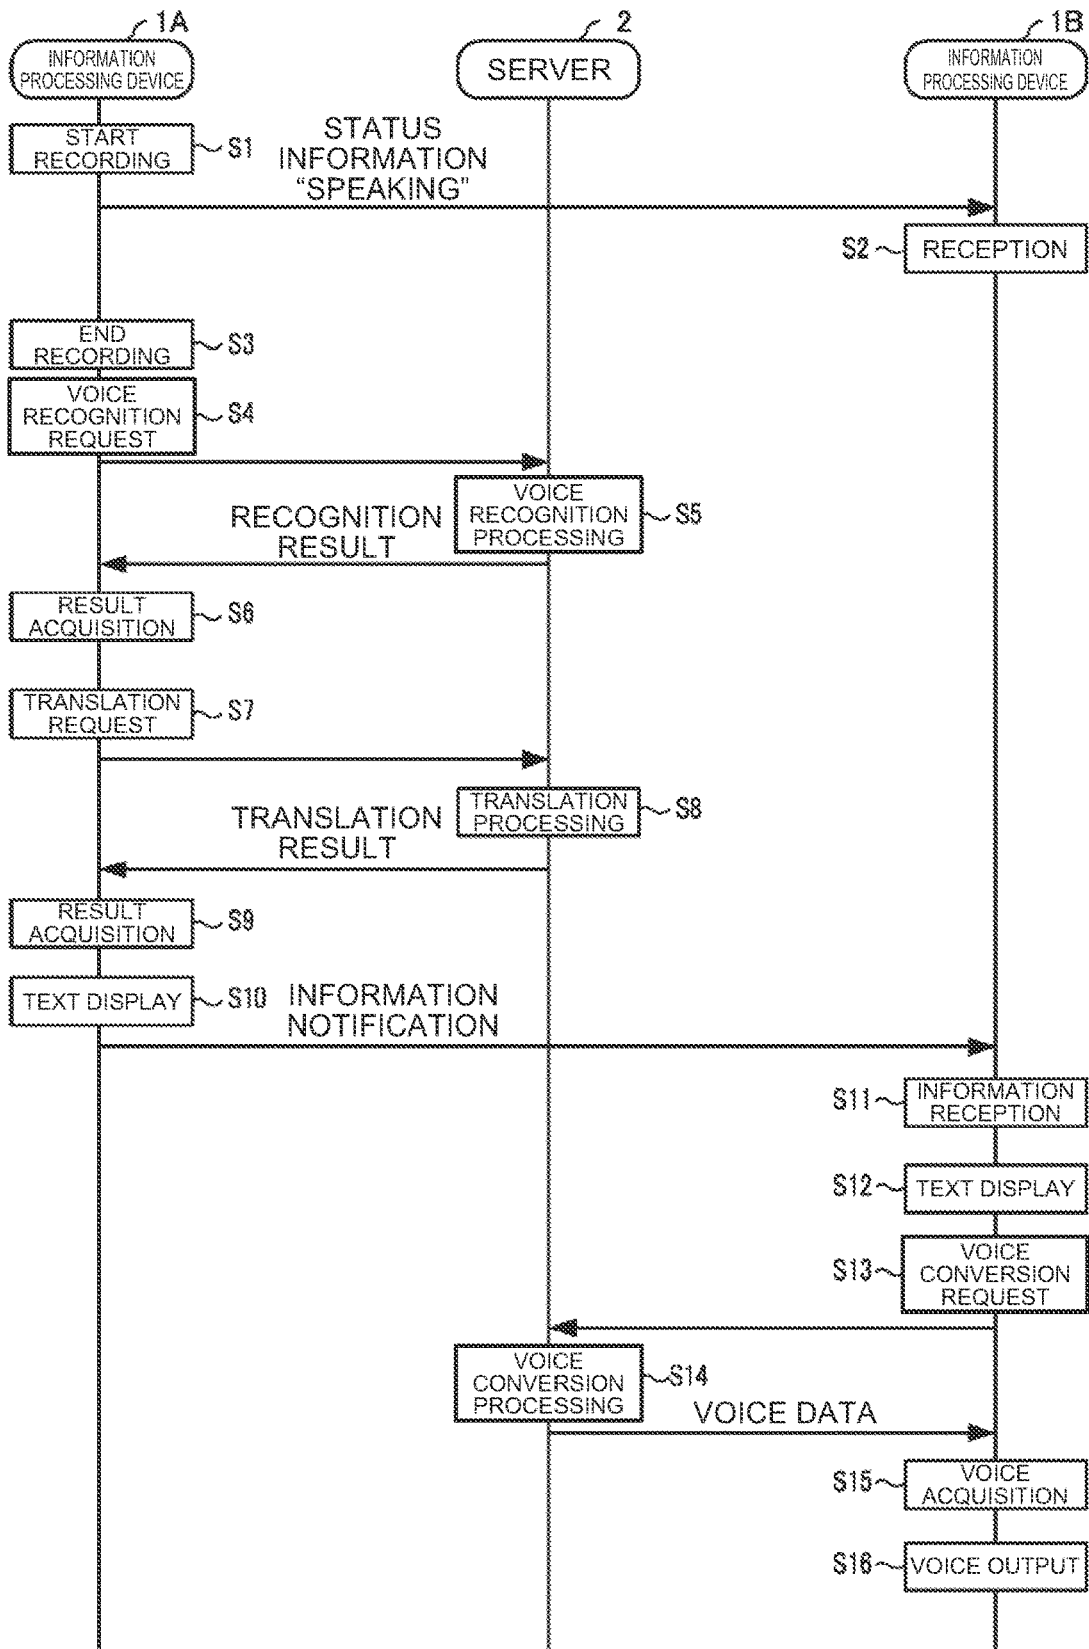 1A
2
1B
INFORMATION
PROCESSING DEVICE
SERVER
INFORMATION
PROCESSING DEVICE
START
RECORDING
S1
STATUS
INFORMATION
“SPEAKING”
S2
RECEPTION
END
RECORDING
S3
VOICE
RECOGNITION
REQUEST
S4
VOICE
RECOGNITION
PROCESSING
S5
RECOGNITION
RESULT
RESULT
ACQUISITION
S6
TRANSLATION
REQUEST
S7
TRANSLATION
PROCESSING
S8
TRANSLATION
RESULT
RESULT
ACQUISITION
S9
TEXT DISPLAY
S10
INFORMATION
NOTIFICATION
S11
INFORMATION
RECEPTION
S12
TEXT DISPLAY
S13
VOICE
CONVERSION
REQUEST
VOICE
CONVERSION
PROCESSING
S14
VOICE DATA
S15
VOICE
ACQUISITION
S16
VOICE OUTPUT